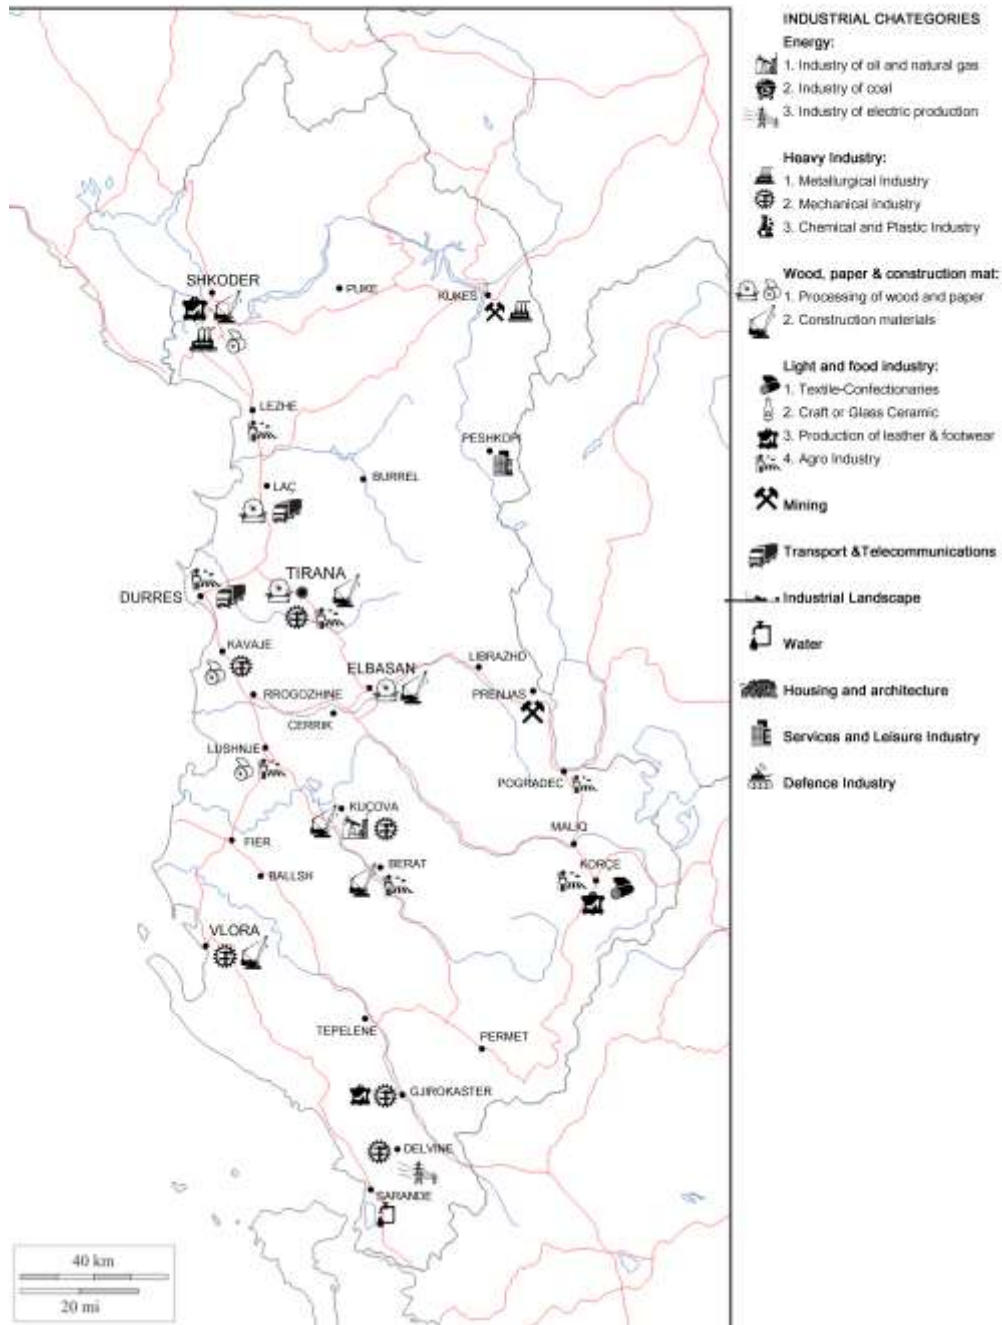 INDUSTRIAL CHATEGORIES
Energy:
1. Industry of oil and natural gas
2. Industry of coal
3. Industry of electric production
Heavy Industry:
1. Metallurgical Industry
2. Mechanical Industry
3. Chemical and Plastic Industry
Wood, paper & construction mat:
1. Processing of wood and paper
2. Construction materials
Light and food industry:
1. Textile-Confectionaries
2. Craft or Glass Ceramic
3. Production of leather & footwear
4. Agro Industry
Mining
Transport &Telecommunications
Industrial Landscape
Water
Housing and architecture
Services and Leisure Industry
Defence Industry
SHKODER
PUKE
KUKES
LEZHE
PESHKOPI
BURREL
LAÇ
TIRANA
DURRES
KAVAJE
LIBRAZHD
ELBASAN
PRENJAS
RROGOZHINE
CERRIK
LUSHNJE
POGRADEC
KUÇOVA
MALIQ
FIER
BERAT
KORÇE
BALLSH
VLORA
TEPELENE
PERMET
GJIROKASTER
DELVINE
SARANDE
40 km
20 mi